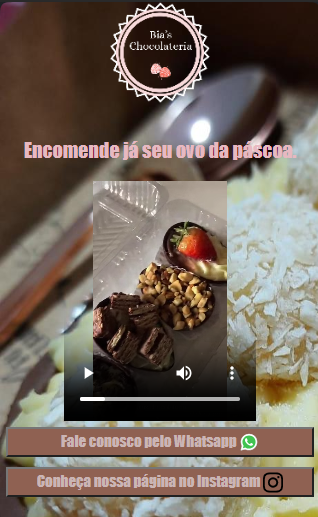 Bia's
Chocolateria
Encomende já seu ovo da páscoa.
Fale conosco pelo Whatsapp
Conheça nossa página no Instagram